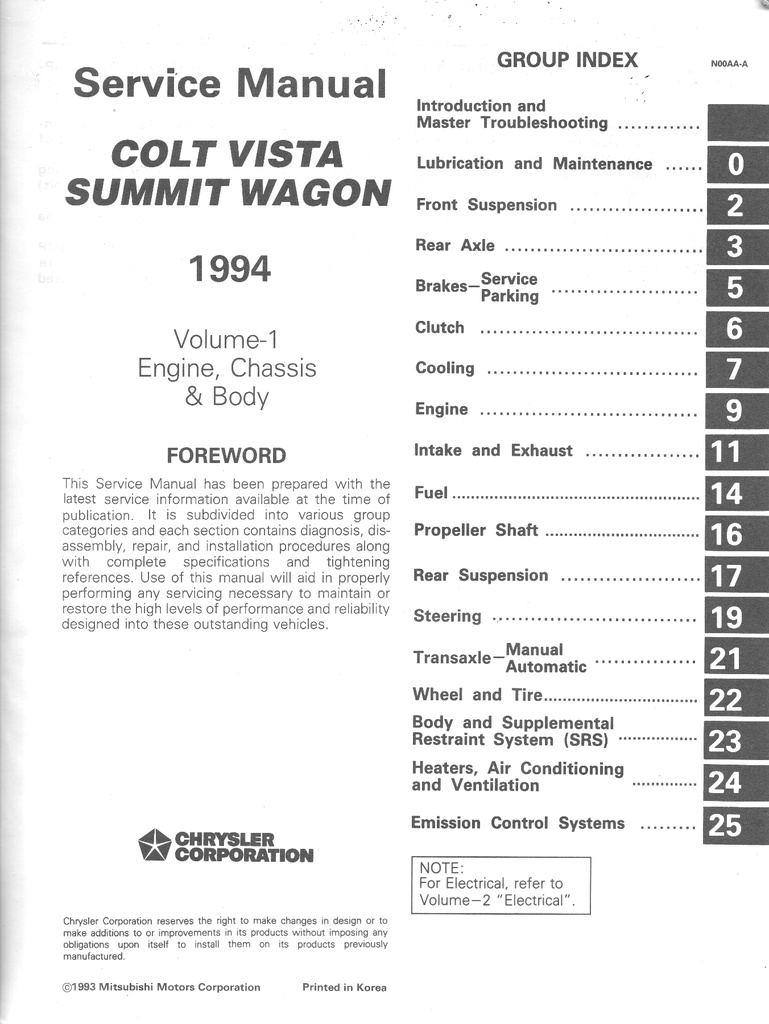 Service Manual
COLT VISTA
SUMMIT WAGON
1994
Volume-1
Engine, Chassis
& Body
FOREWORD
This Service Manual has been prepared with the
latest service information available at the time of
publication. It is subdivided into various group
categories and each section contains diagnosis, dis-
assembly, repair, and installation procedures along
with complete specifications and tightening
references. Use of this manual will aid in properly
performing any servicing necessary to maintain or
restore the high levels of performance and reliability
designed into these outstanding vehicles.
CHRYSLER
CORPORATION
Chrysler Corporation reserves the right to make changes in design or to
make additions to or improvements in its products without imposing any
obligations upon itself to install them on its products previously
manufactured.
©1993 Mitsubishi Motors Corporation Printed in Korea
GROUP INDEX
N00AA-A
Introduction and
Master Troubleshooting .............
Lubrication and Maintenance ...... 0
Front Suspension ..................... 2
Rear Axle ............................... 3
Brakes—Service
Parking ....................... 5
Clutch .................................. 6
Cooling ................................. 7
Engine .................................. 9
Intake and Exhaust .................. 11
Fuel .................................................. 14
Propeller Shaft ................................ 16
Rear Suspension ...................... 17
Steering ................................ 19
Transaxle—Manual
Automatic ................ 21
Wheel and Tire................................ 22
Body and Supplemental
Restraint System (SRS) ................ 23
Heaters, Air Conditioning
and Ventilation ............. 24
Emission Control Systems ......... 25
NOTE:
For Electrical, refer to
Volume—2 "Electrical".